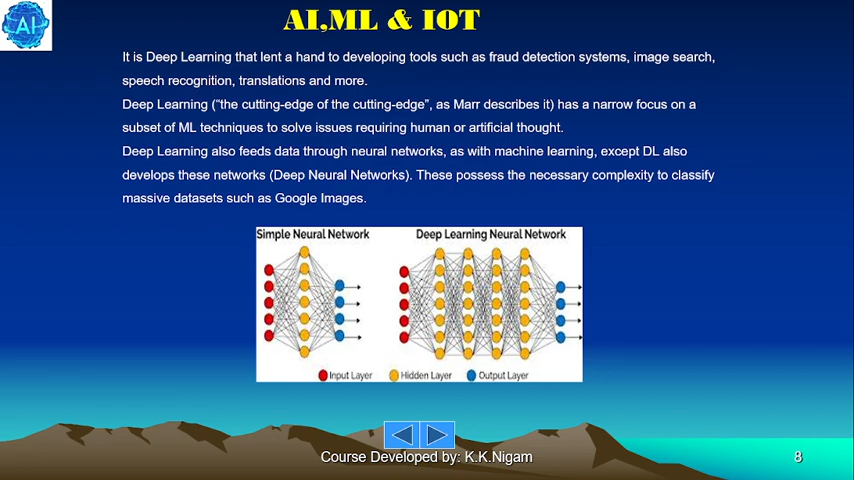 AI
AI,ML & IOT
It is Deep Learning that lent a hand to developing tools such as fraud detection systems, image search,
speech recognition, translations and more.
Deep Learning (“the cutting-edge of the cutting-edge”, as Marr describes it) has a narrow focus on a
subset of ML techniques to solve issues requiring human or artificial thought.
Deep Learning also feeds data through neural networks, as with machine learning, except DL also
develops these networks (Deep Neural Networks). These possess the necessary complexity to classify
massive datasets such as Google Images.
Simple Neural Network
Deep Learning Neural Network
Input Layer
Hidden Layer
Output Layer
Course Developed by: K.K.Nigam
8